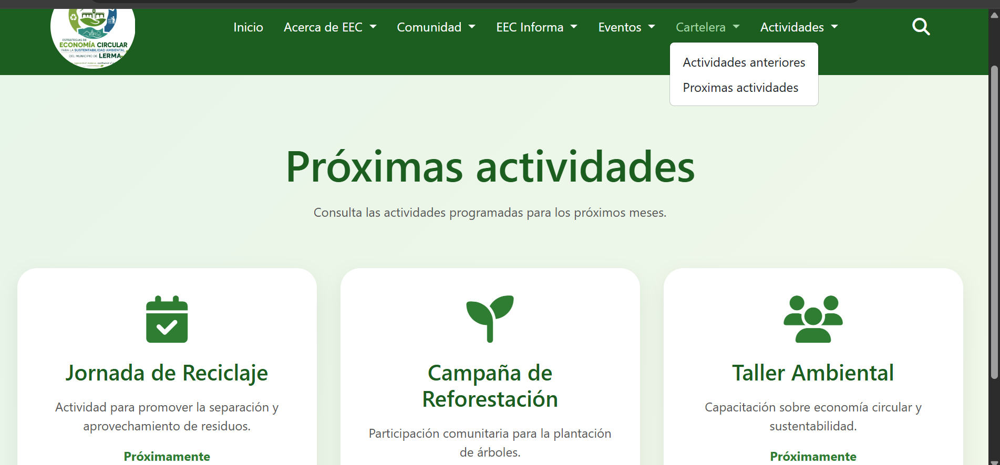 ESTRATEGIAS DE
ECONOMÍA CIRCULAR
PARA LA SUSTENTABILIDAD AMBIENTAL
DEL MUNICIPIO DE LERMA
Inicio
Acerca de EEC
Comunidad
EEC Informa
Eventos
Cartelera
Actividades
Actividades anteriores
Proximas actividades
Próximas actividades
Consulta las actividades programadas para los próximos meses.
Jornada de Reciclaje
Actividad para promover la separación y
aprovechamiento de residuos.
Próximamente
Campaña de
Reforestación
Participación comunitaria para la plantación
de árboles.
Taller Ambiental
Capacitación sobre economía circular y
sustentabilidad.
Próximamente